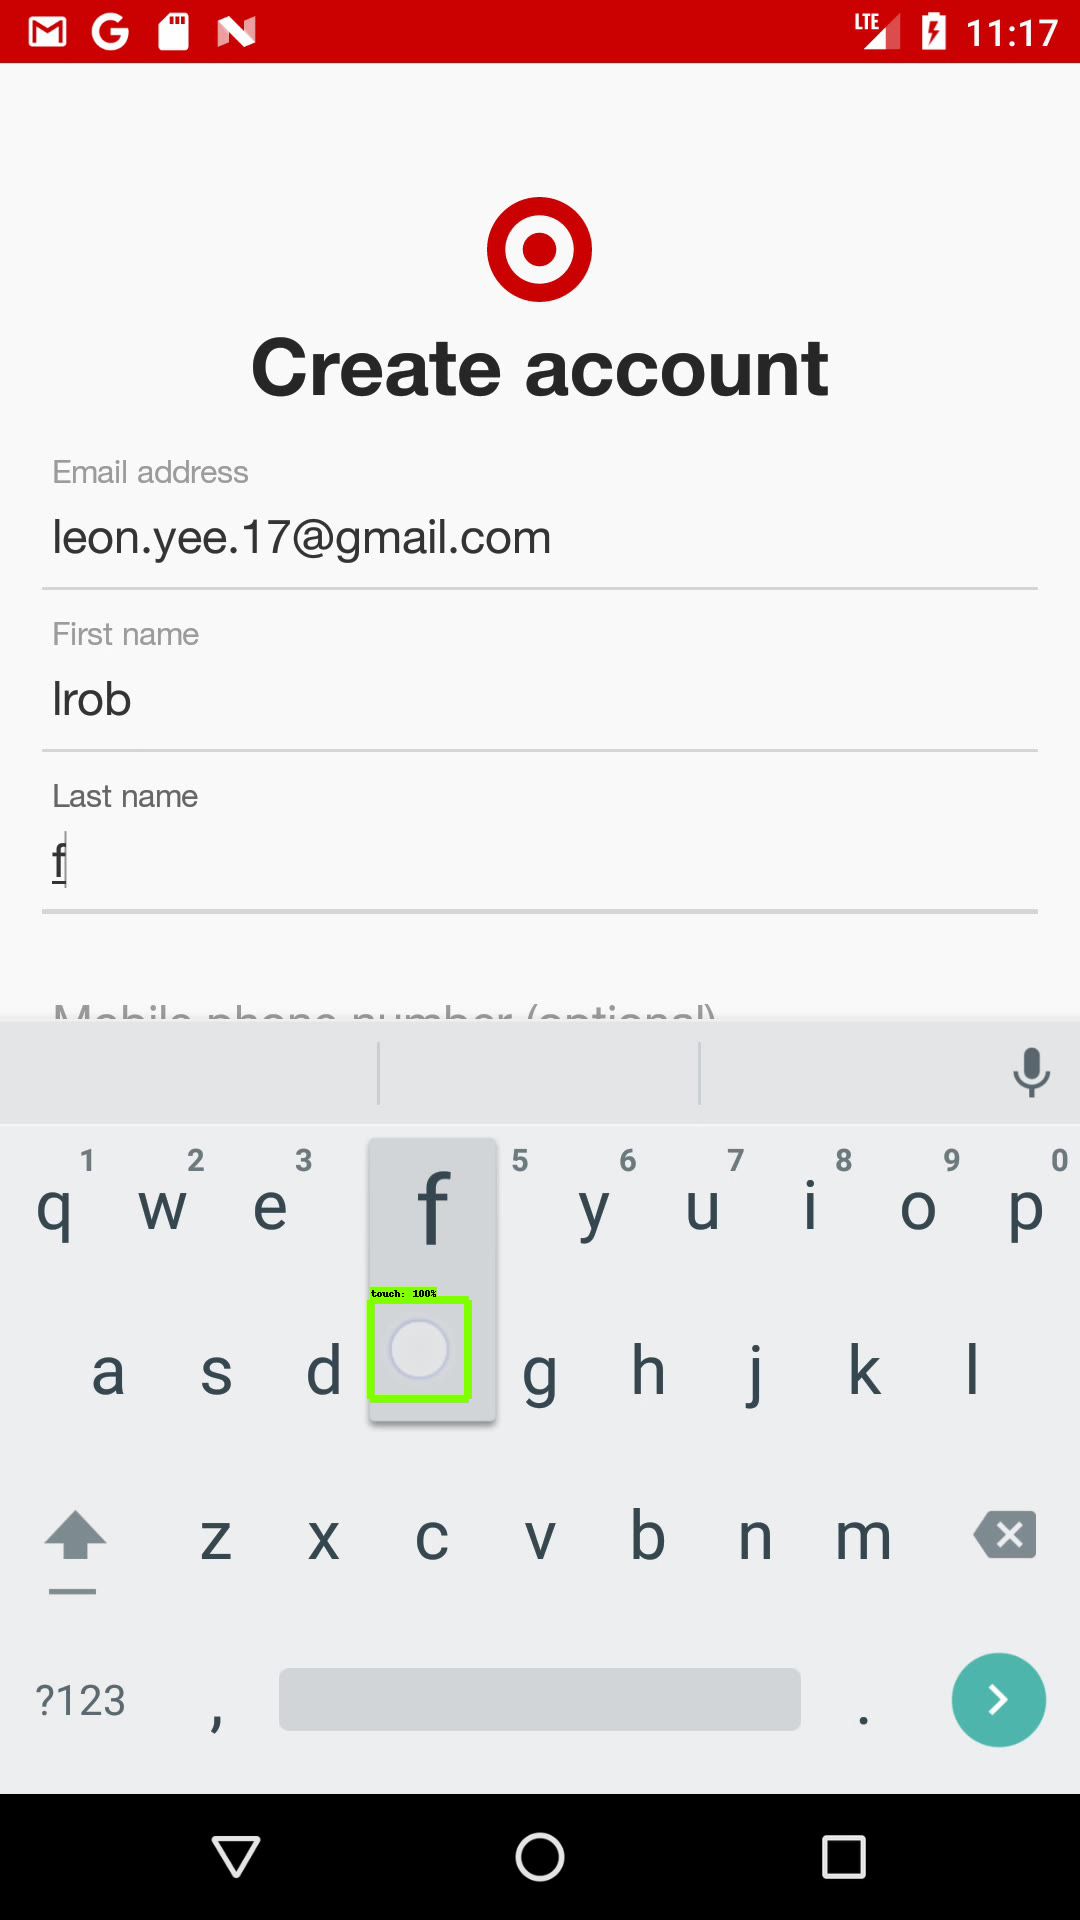 LTE 11:17
Create account
Email address
leon.yee.17@gmail.com
First name
lrob
Last name
f
Mobile phone number (optional)
1 2 3 5 6 7 8 9 0
q w e f y u i o p
touch: 100%
a s d g h j k l
z x c v b n m
?123 , .